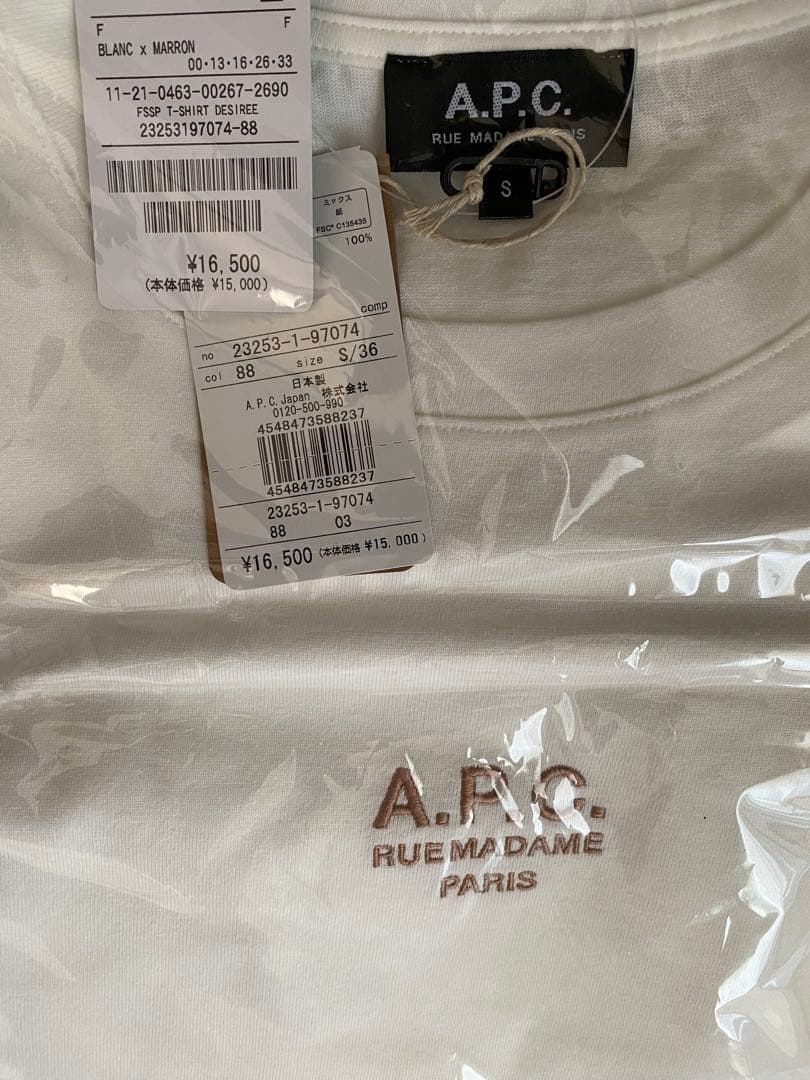 F F
BLANC x MARRON
00・13・16・26・33
11-21-0463-00267-2690
FSSP T-SHIRT DESIREE
23253197074-88
¥16,500
(本体価格 ¥15,000)
A.P.C.
RUE MADAME PARIS
S
ミックス
紙
FSC® C135435
100%
comp
no 23253-1-97074
col 88 size S/36
日本製
A.P.C.Japan 株式会社
0120-500-990
4548473588237
4548473588237
23253-1-97074
88 03
¥16,500 (本体価格 ¥15,000)
A.P.C.
RUE MADAME
PARIS